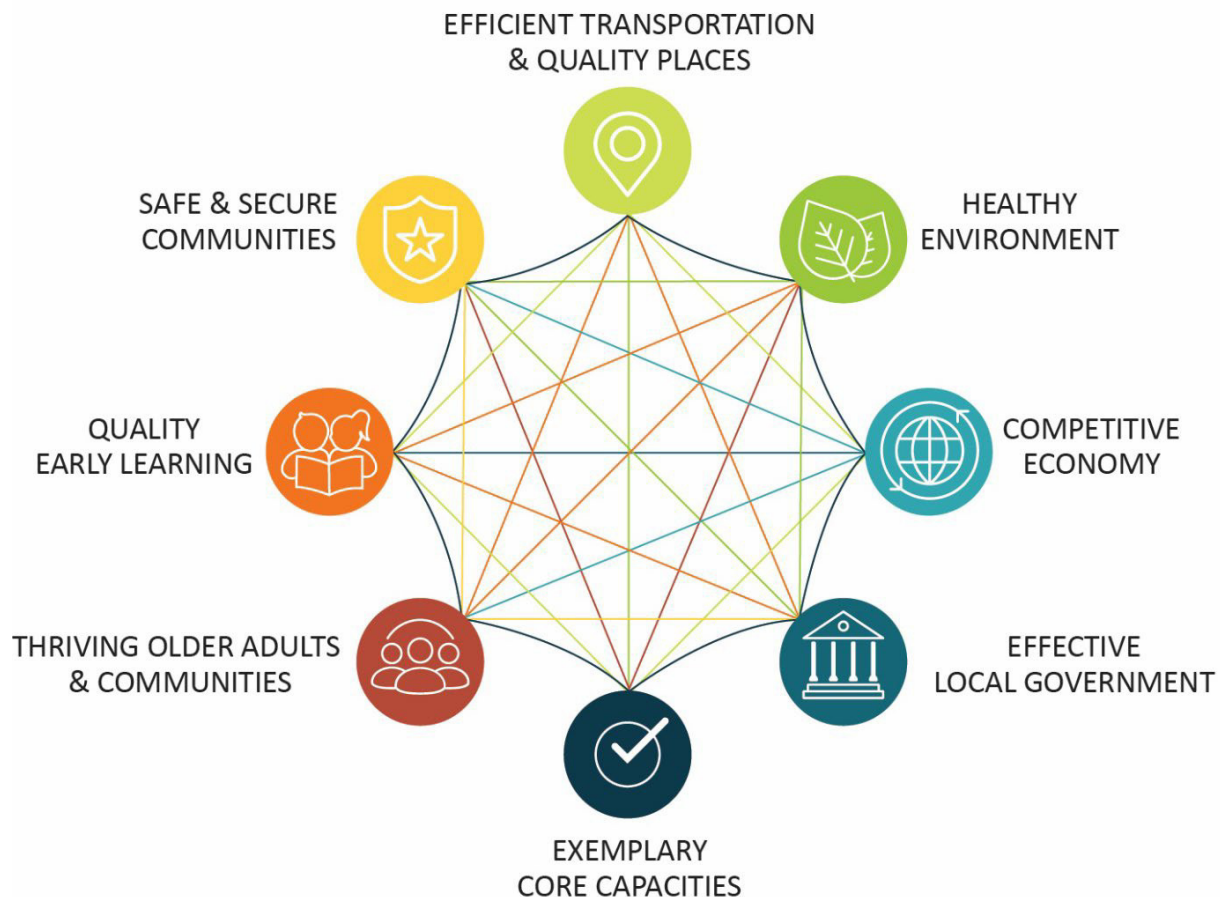 EFFICIENT TRANSPORTATION
& QUALITY PLACES
SAFE & SECURE
COMMUNITIES
HEALTHY
ENVIRONMENT
QUALITY
EARLY LEARNING
COMPETITIVE
ECONOMY
THRIVING OLDER ADULTS
& COMMUNITIES
EFFECTIVE
LOCAL GOVERNMENT
EXEMPLARY
CORE CAPACITIES